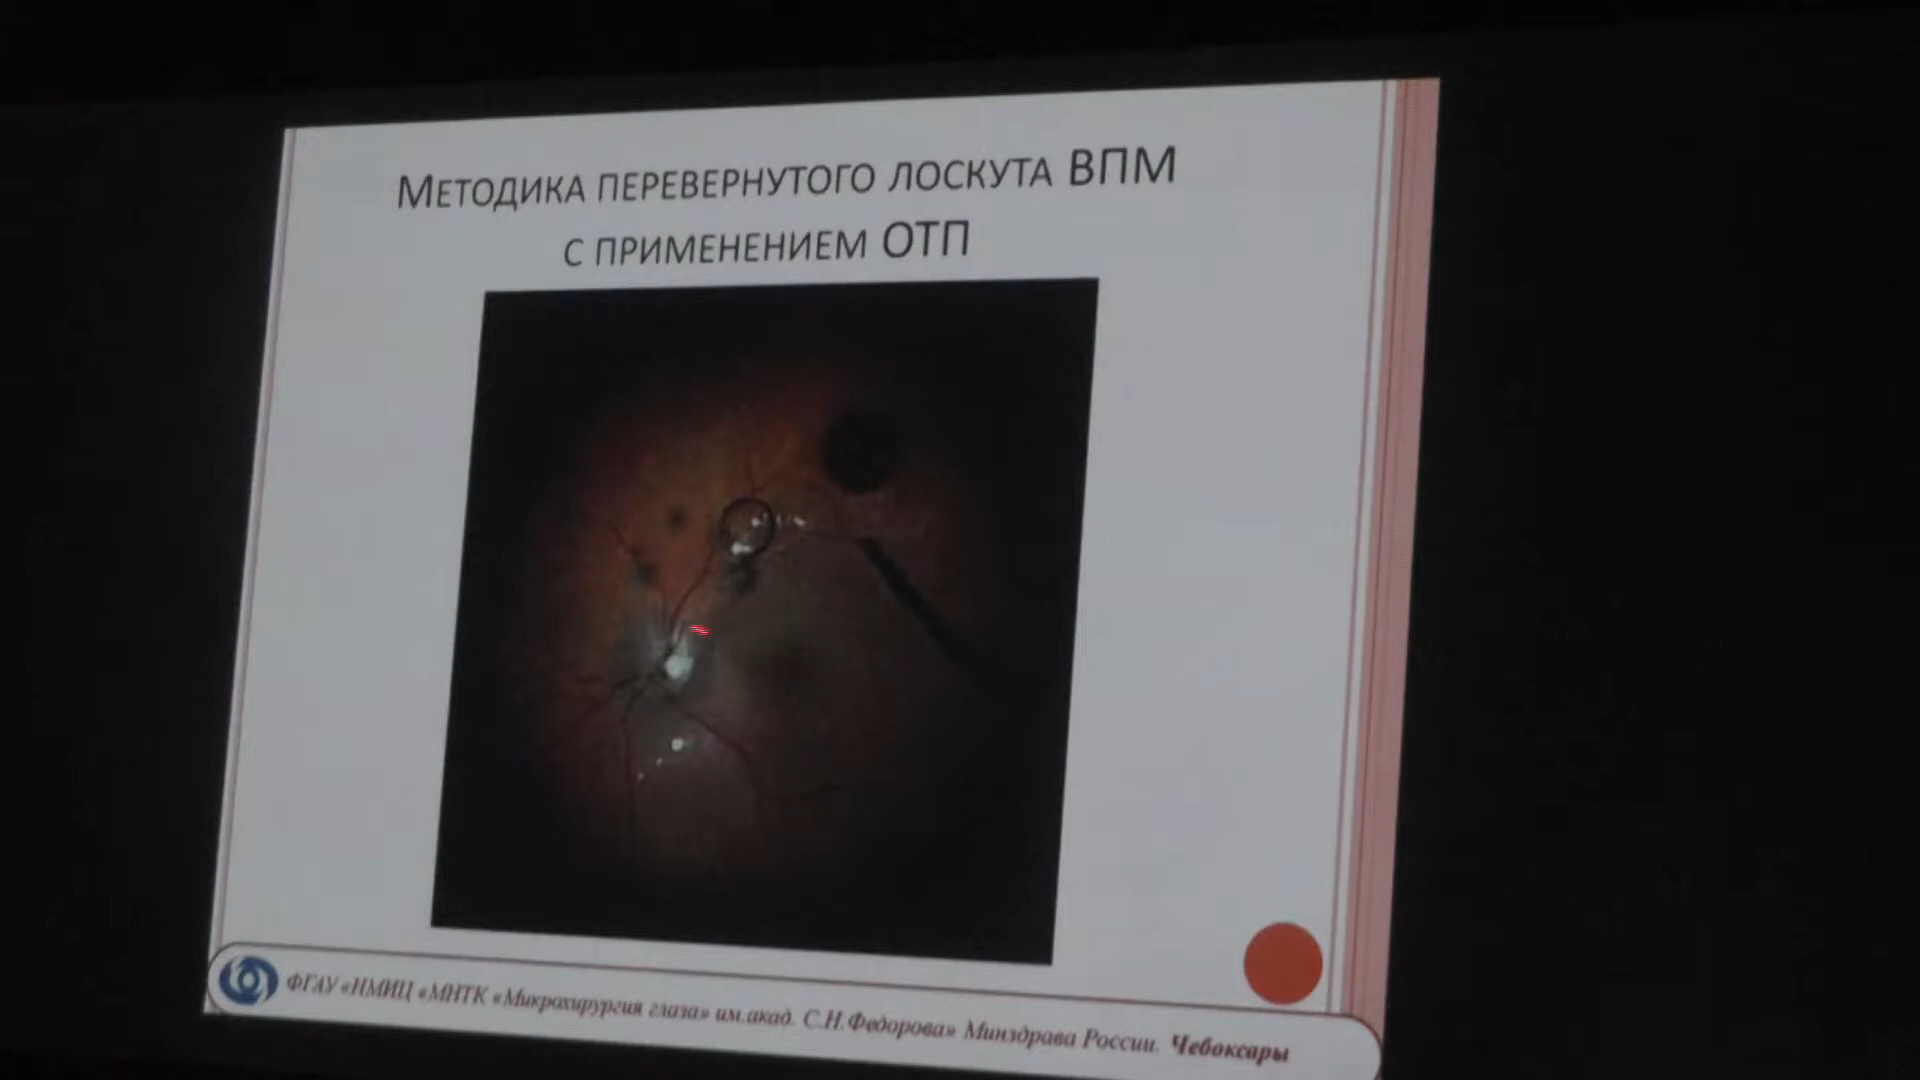 Методика перевернутого лоскута ВПМ
с применением ОТП
ФГАУ «НМИЦ «МНТК «Микрохирургия глаза» им.акад. С.Н.Федорова» Минздрава России. Чебоксары